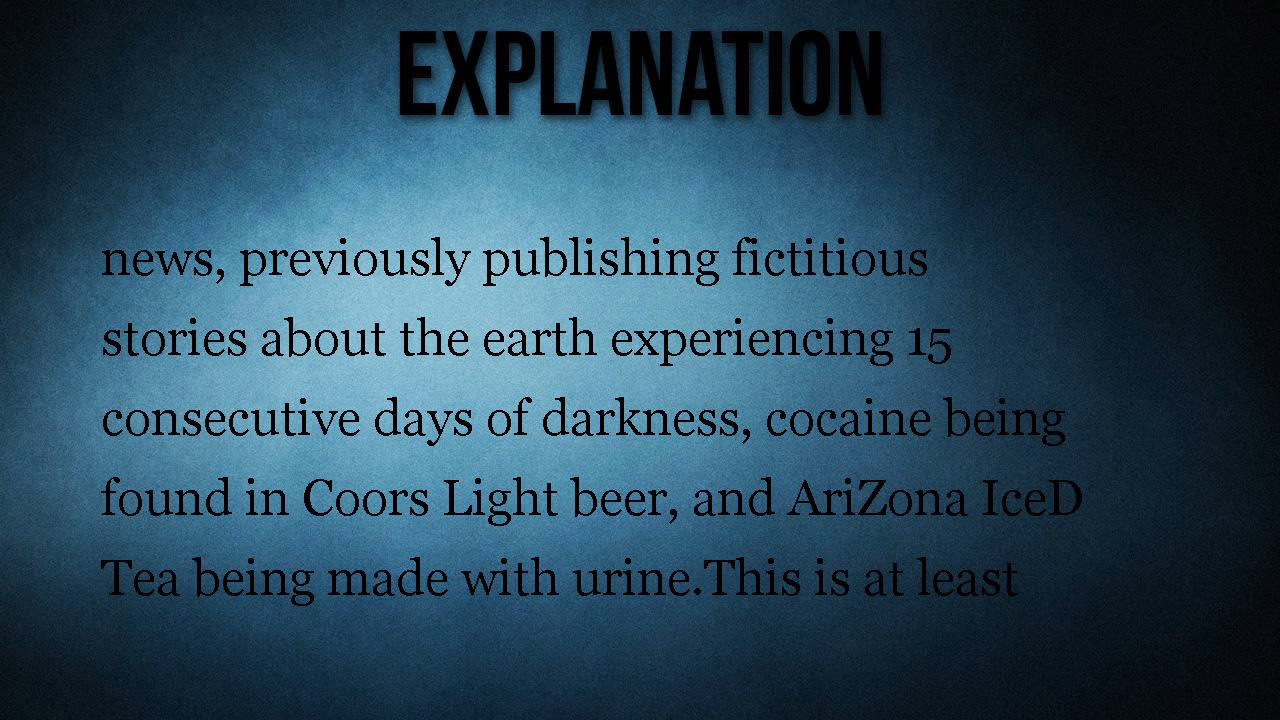 EXPLANATION
news, previously publishing fictitious
stories about the earth experiencing 15
consecutive days of darkness, cocaine being
found in Coors Light beer, and AriZona IceD
Tea being made with urine.This is at least